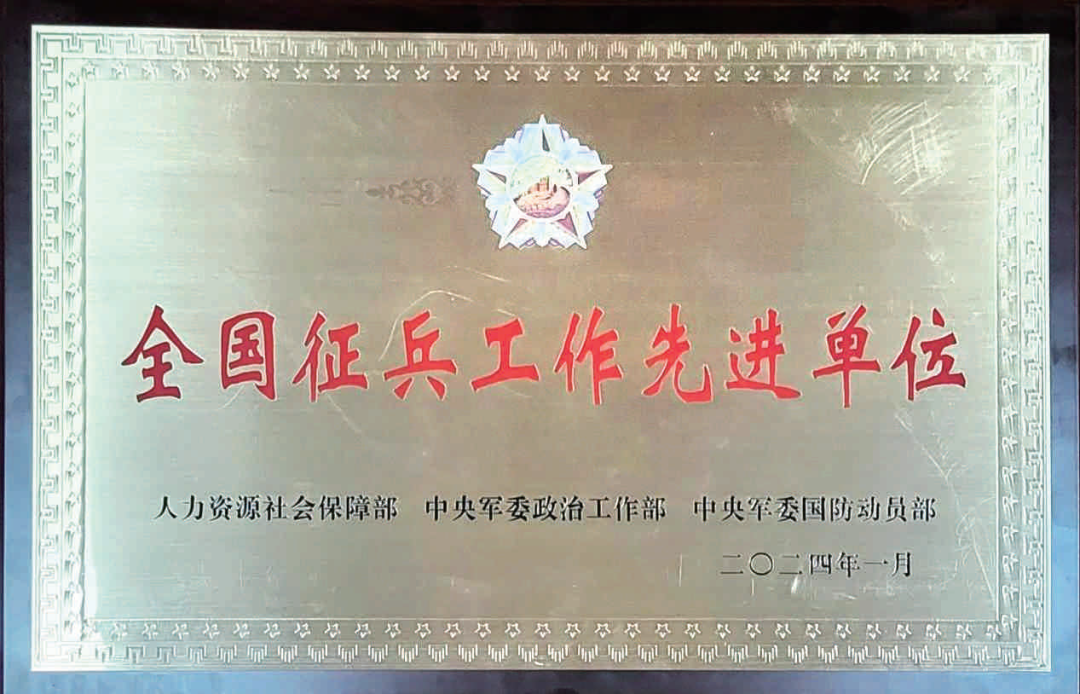 全国征兵工作先进单位
人力资源社会保障部 中央军委政治工作部 中央军委国防动员部
二〇二四年一月